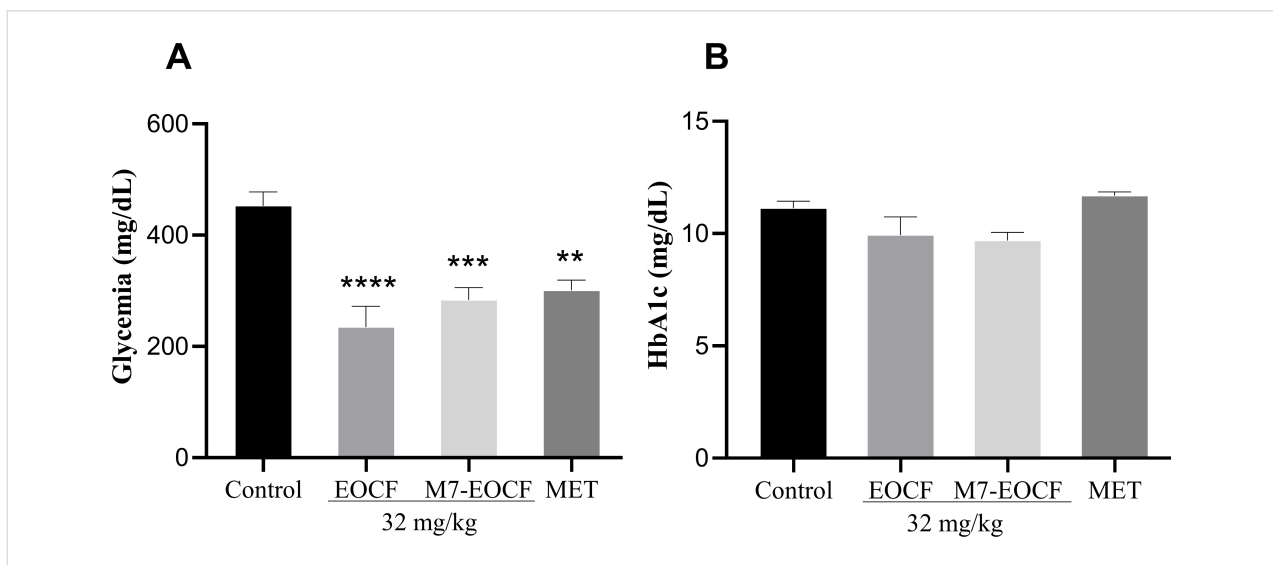 A
Glycemia (mg/dL)
600
400
200
0
****
***
**
Control EOCF M7-EOCF MET
32 mg/kg
B
HbA1c (mg/dL)
15
10
5
0
Control EOCF M7-EOCF MET
32 mg/kg